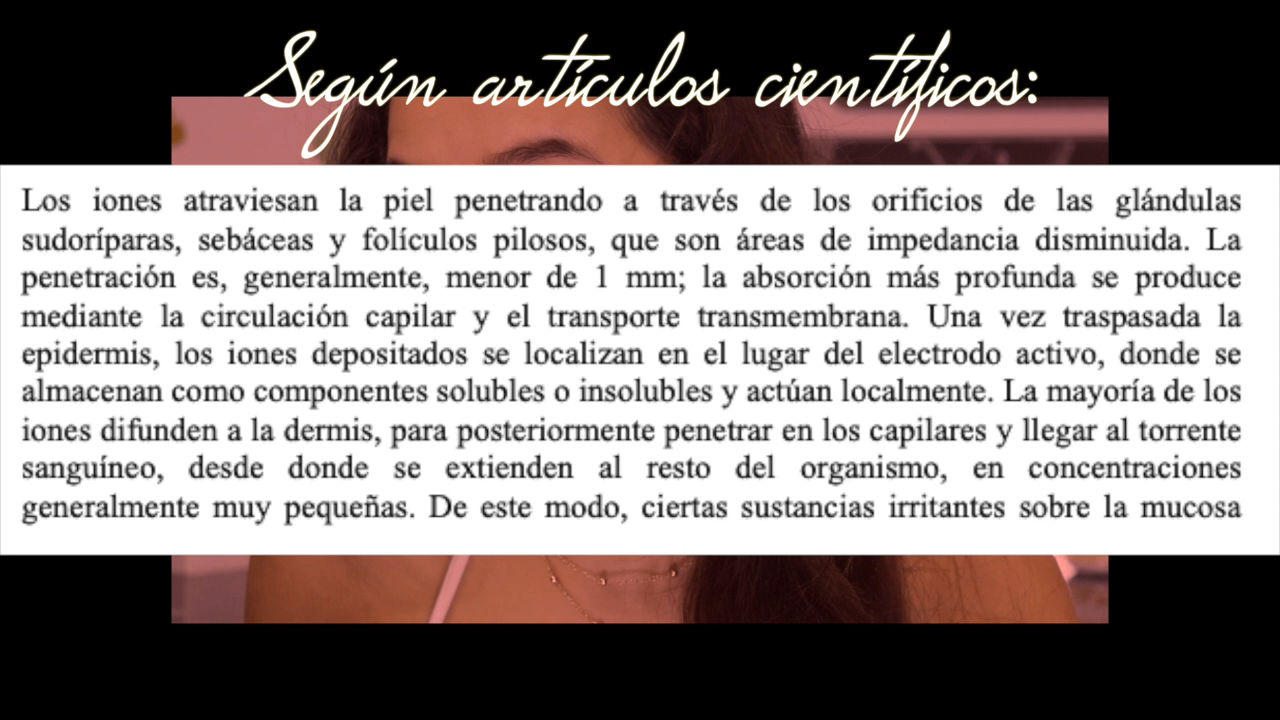 Según artículos científicos:
Los iones atraviesan la piel penetrando a través de los orificios de las glándulas
sudoríparas, sebáceas y folículos pilosos, que son áreas de impedancia disminuida. La
penetración es, generalmente, menor de 1 mm; la absorción más profunda se produce
mediante la circulación capilar y el transporte transmembrana. Una vez traspasada la
epidermis, los iones depositados se localizan en el lugar del electrodo activo, donde se
almacenan como componentes solubles o insolubles y actúan localmente. La mayoría de los
iones difunden a la dermis, para posteriormente penetrar en los capilares y llegar al torrente
sanguíneo, desde donde se extienden al resto del organismo, en concentraciones
generalmente muy pequeñas. De este modo, ciertas sustancias irritantes sobre la mucosa